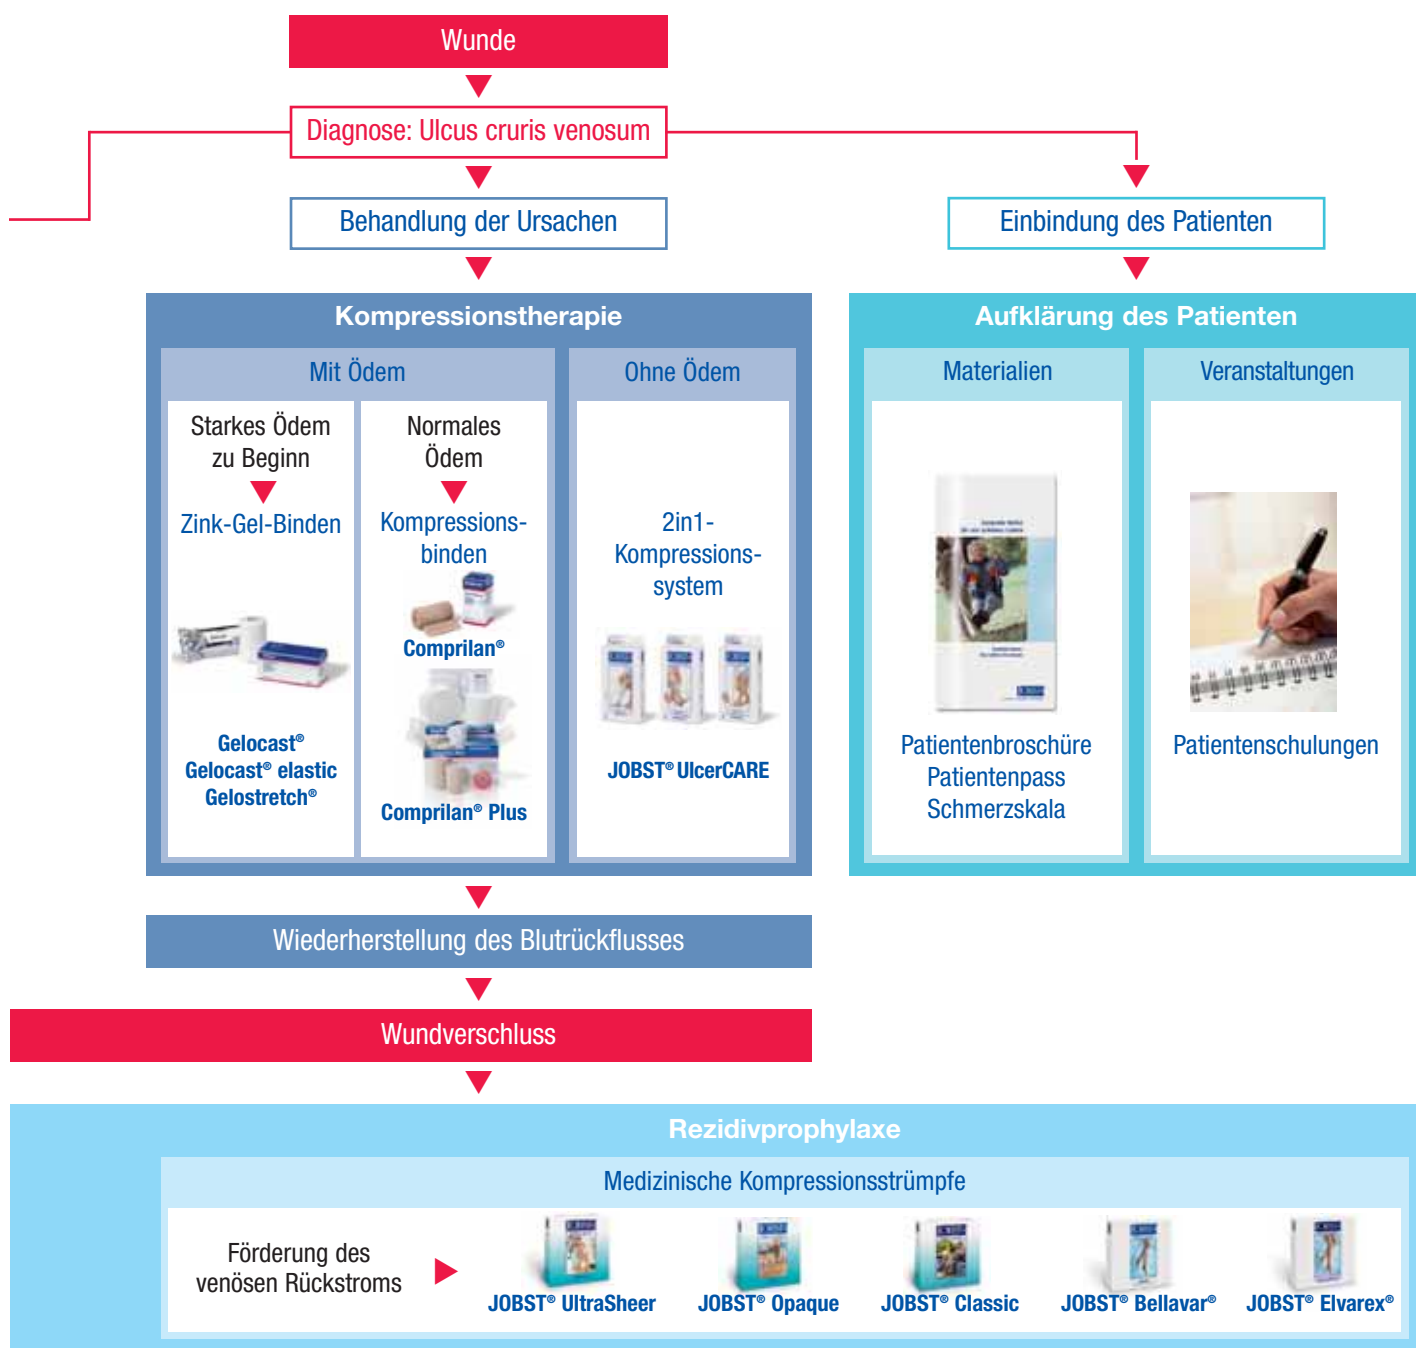 Wunde
Diagnose: Ulcus cruris venosum
Behandlung der Ursachen
Einbindung des Patienten
Kompressionstherapie
Mit Ödem
Ohne Ödem
Starkes Ödem
zu Beginn
Zink-Gel-Binden
Gelocast®
Gelocast® elastic
Gelostretch®
Normales
Ödem
Kompressions-
binden
Comprilan®
Comprilan® Plus
2in1-
Kompressions-
system
JOBST® UlcerCARE
Aufklärung des Patienten
Materialien
Veranstaltungen
Patientenbroschüre
Patientenpass
Schmerzskala
Patientenschulungen
Wiederherstellung des Blutrückflusses
Wundverschluss
Rezidivprophylaxe
Medizinische Kompressionsstrümpfe
Förderung des
venösen Rückstroms
JOBST® UltraSheer
JOBST® Opaque
JOBST® Classic
JOBST® Bellavar®
JOBST® Elvarex®